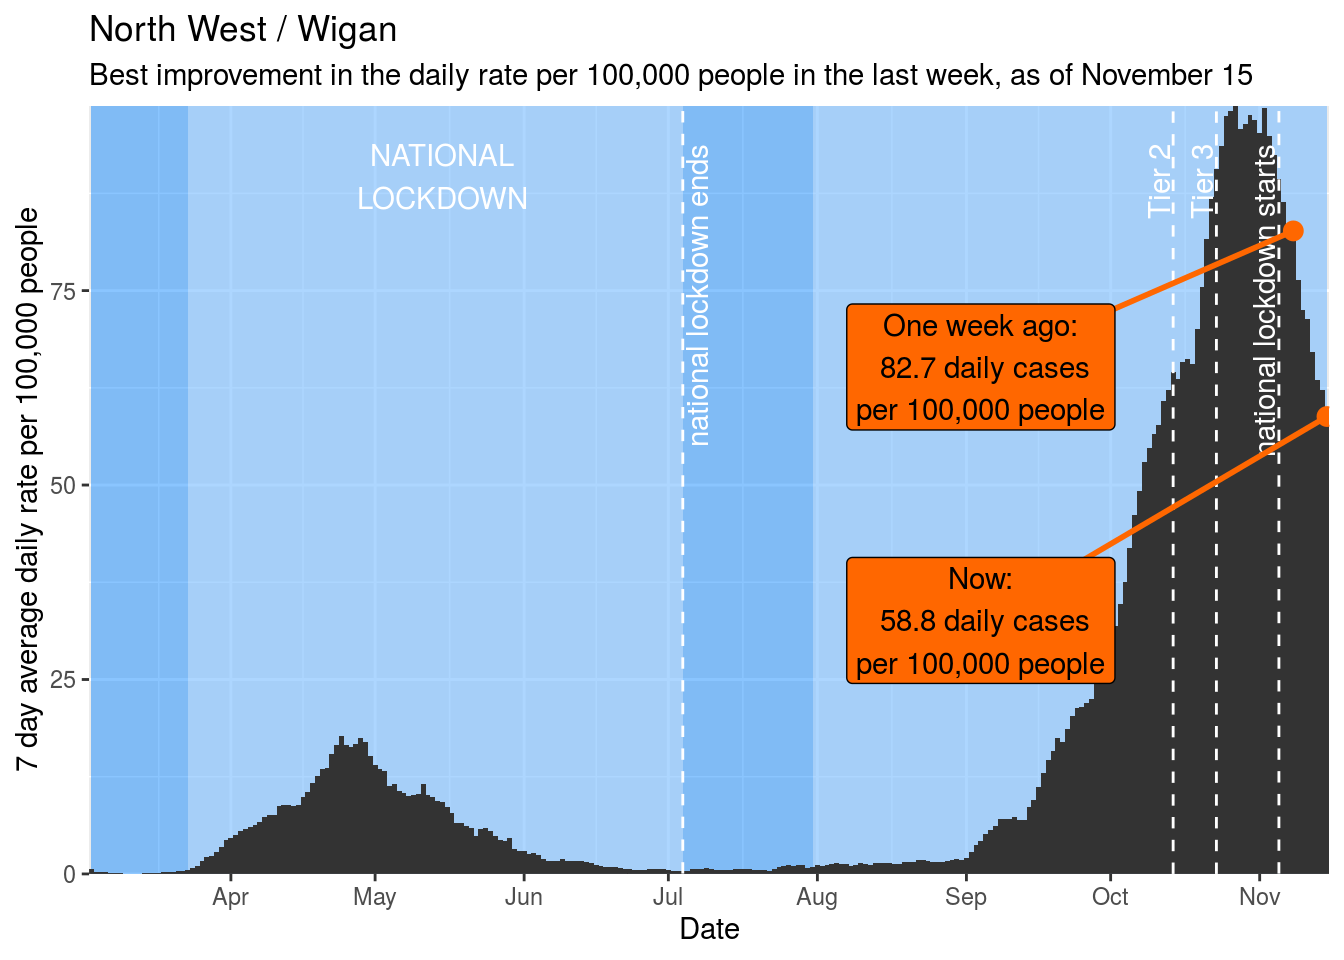 North West / Wigan
Best improvement in the daily rate per 100,000 people in the last week, as of November 15
7 day average daily rate per 100,000 people
75
50
25
0
NATIONAL
LOCKDOWN
national lockdown ends
Tier 2
Tier 3
national lockdown starts
One week ago:
82.7 daily cases
per 100,000 people
Now:
58.8 daily cases
per 100,000 people
Apr
May
Jun
Jul
Aug
Sep
Oct
Nov
Date